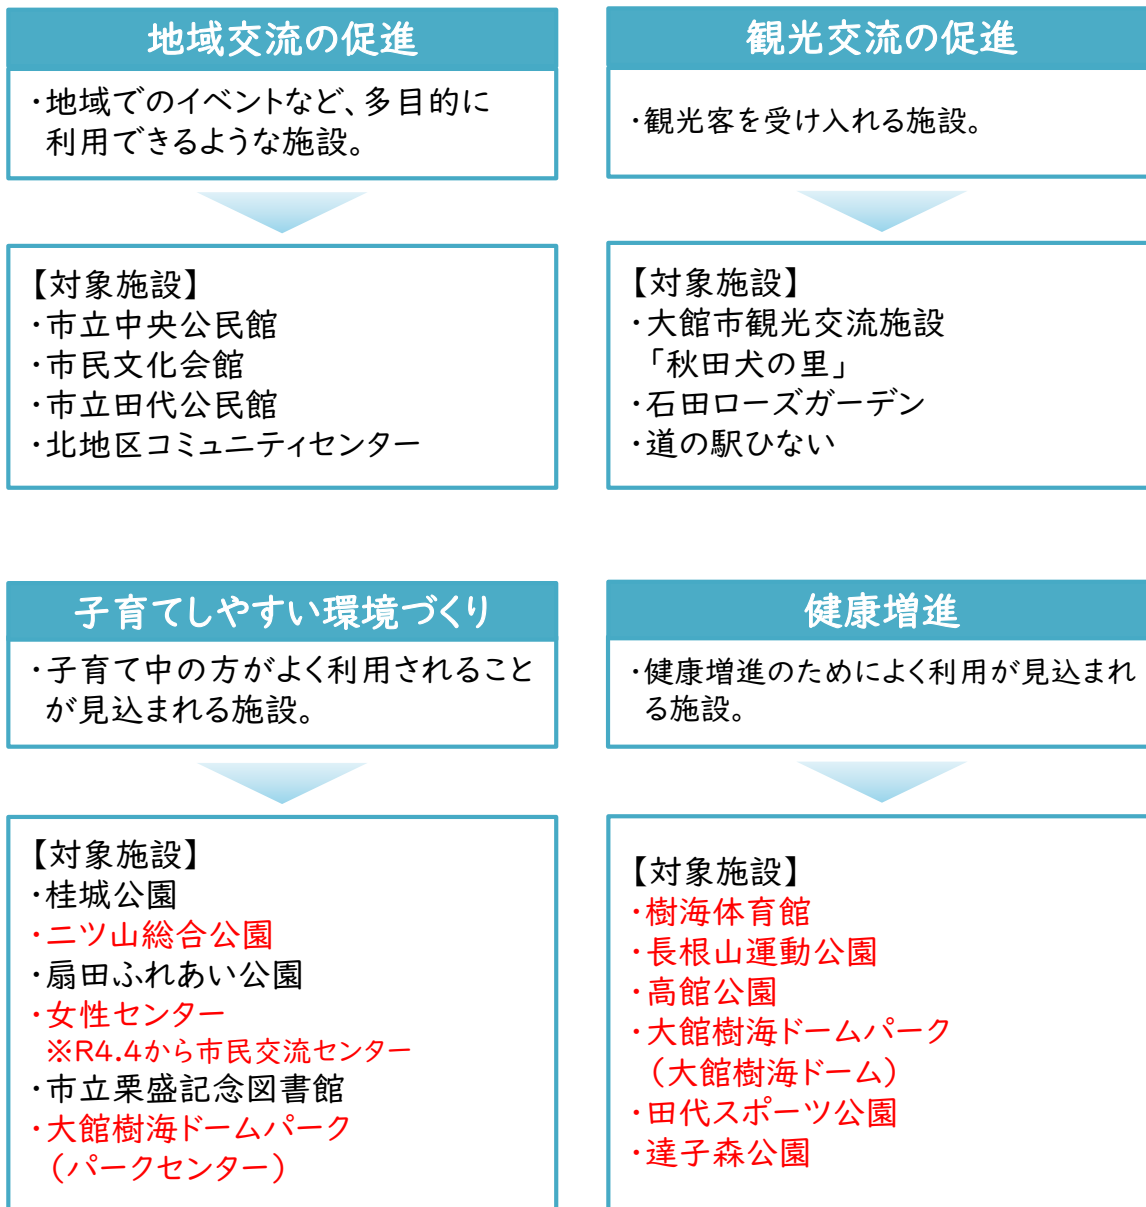 地域交流の促進
・地域でのイベントなど、多目的に
利用できるような施設。
【対象施設】
・市立中央公民館
・市民文化会館
・市立田代公民館
・北地区コミュニティセンター
観光交流の促進
・観光客を受け入れる施設。
【対象施設】
・大館市観光交流施設
「秋田犬の里」
・石田ローズガーデン
・道の駅ひない
子育てしやすい環境づくり
・子育て中の方がよく利用されること
が見込まれる施設。
【対象施設】
・桂城公園
・二ツ山総合公園
・扇田ふれあい公園
・女性センター
※R4.4から市民交流センター
・市立栗盛記念図書館
・大館樹海ドームパーク
（パークセンター）
健康増進
・健康増進のためによく利用が見込まれ
る施設。
【対象施設】
・樹海体育館
・長根山運動公園
・高館公園
・大館樹海ドームパーク
（大館樹海ドーム）
・田代スポーツ公園
・達子森公園